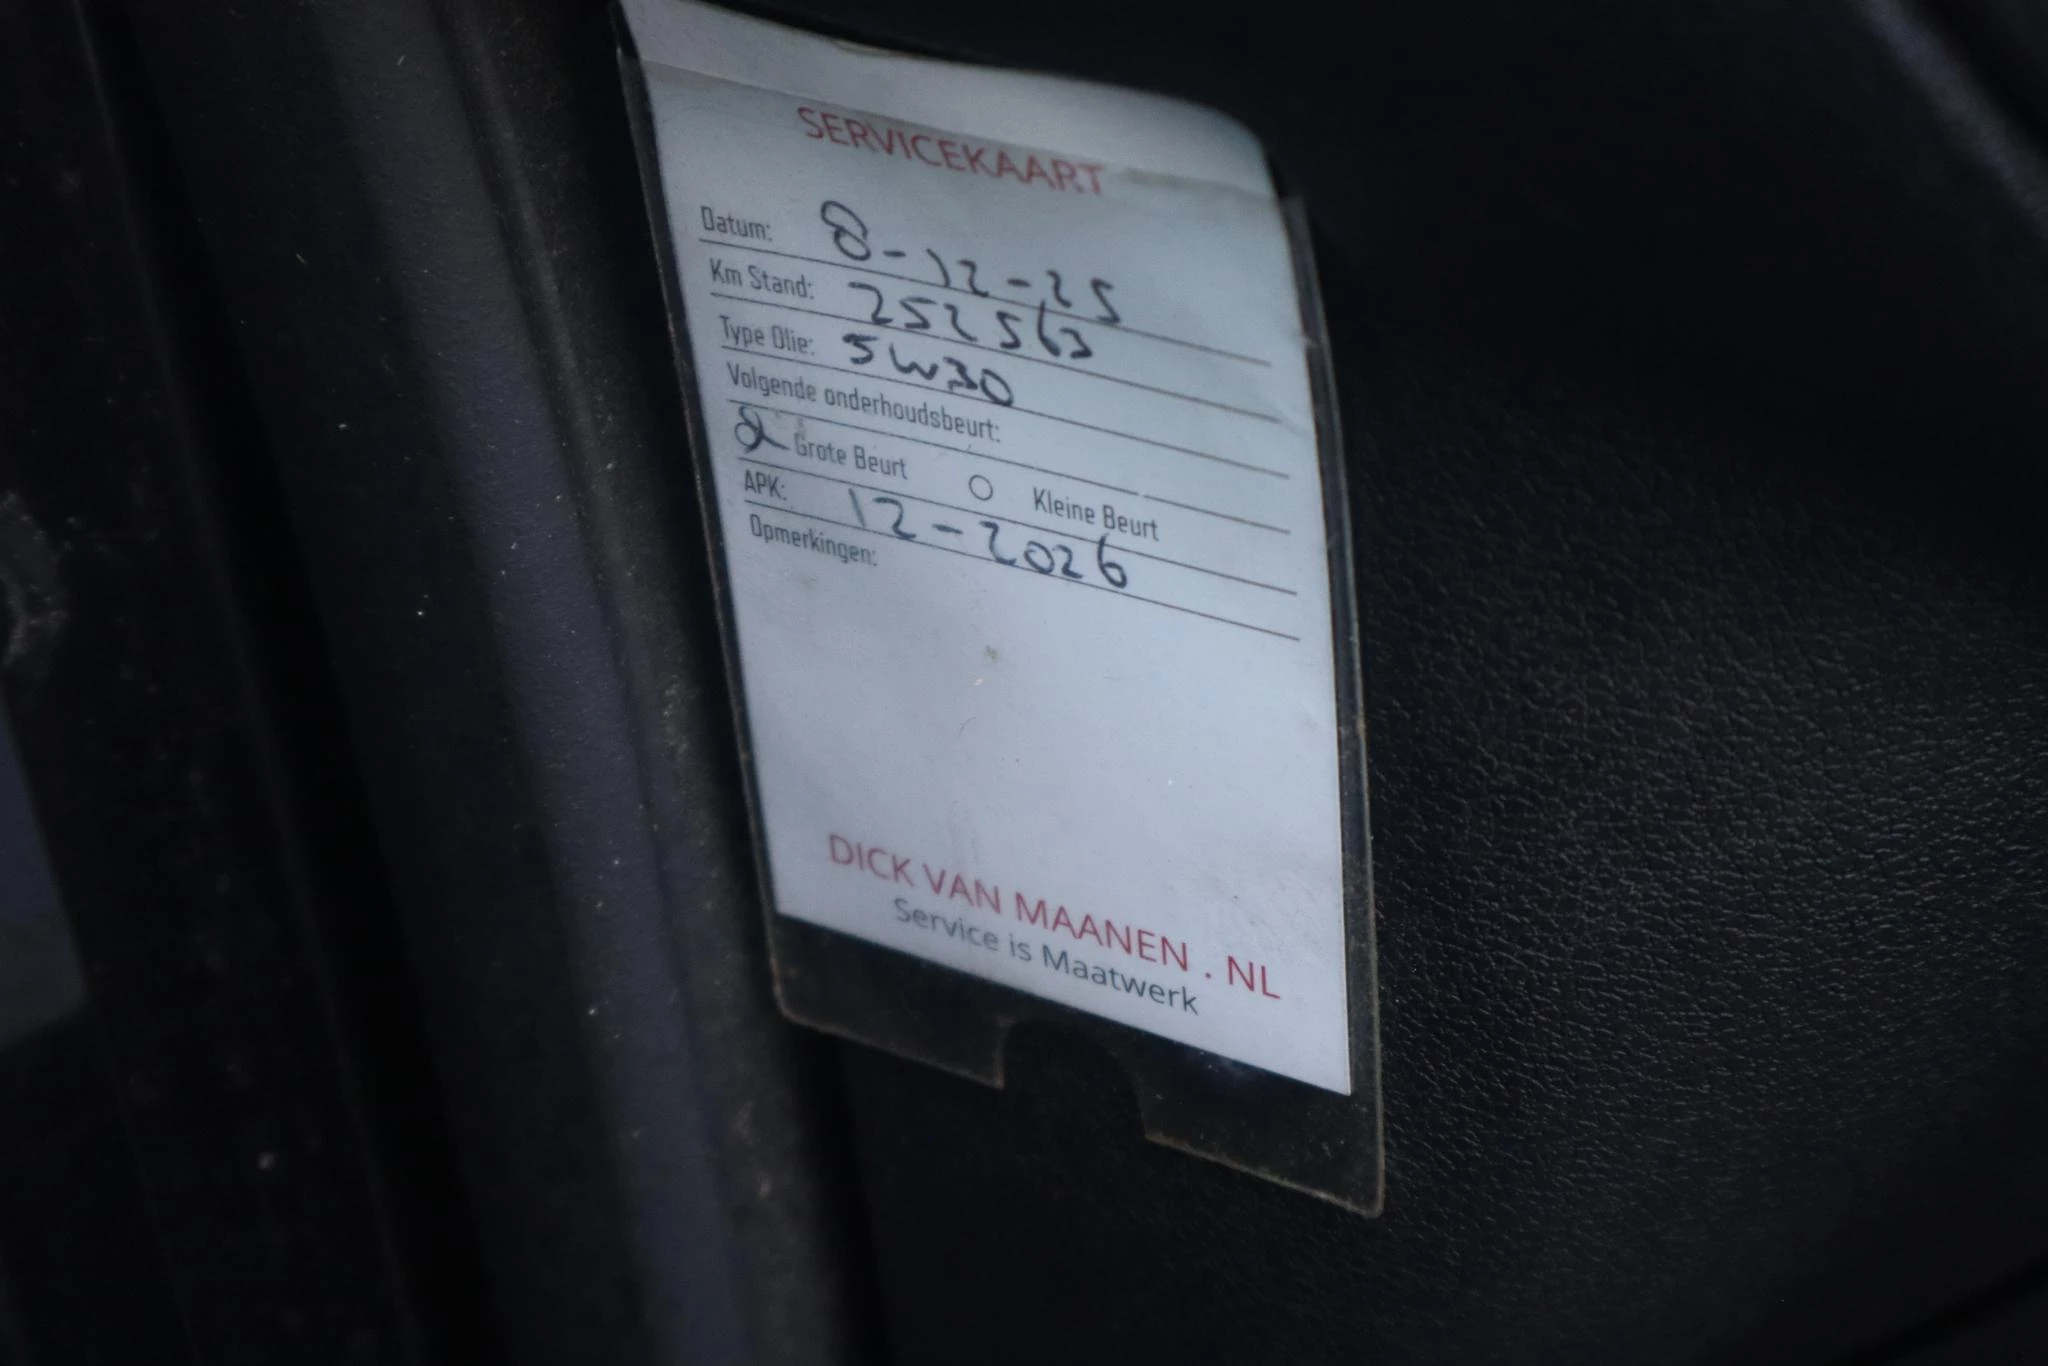 SERVICEKAART
Datum: 8-12-25
Km Stand: 252563
Type Olie: 5W30
Volgende onderhoudsbeurt:
Grote Beurt Kleine Beurt
APK: 12-2026
Opmerkingen:
DICK VAN MAANEN . NL
Service is Maatwerk